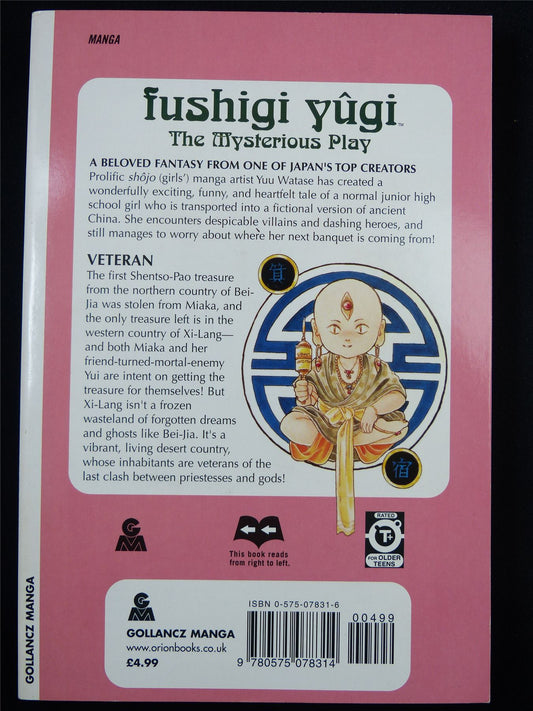 MANGA
fushigi yûgi™
The Mysterious Play
A BELOVED FANTASY FROM ONE OF JAPAN'S TOP CREATORS
Prolific shôjo (girls') manga artist Yuu Watase has created a
wonderfully exciting, funny, and heartfelt tale of a normal junior high
school girl who is transported into a fictional version of ancient
China. She encounters despicable villains and dashing heroes, and
still manages to worry about where her next banquet is coming from!
VETERAN
The first Shentso-Pao treasure
from the northern country of Bei-
Jia was stolen from Miaka, and
the only treasure left is in the
western country of Xi-Lang—
and both Miaka and her
friend-turned-mortal-enemy
Yui are intent on getting the
treasure for themselves! But
Xi-Lang isn't a frozen
wasteland of forgotten dreams
and ghosts like Bei-Jia. It's a
vibrant, living desert country,
whose inhabitants are veterans of the
last clash between priestesses and gods!
箕
宿
GM
This book reads
from right to left.
RATED
T+
FOR OLDER
TEENS
GM
GOLLANCZ MANGA
www.orionbooks.co.uk
£4.99
ISBN 0-575-07831-6
00499
9 780575 078314
GOLLANCZ MANGA